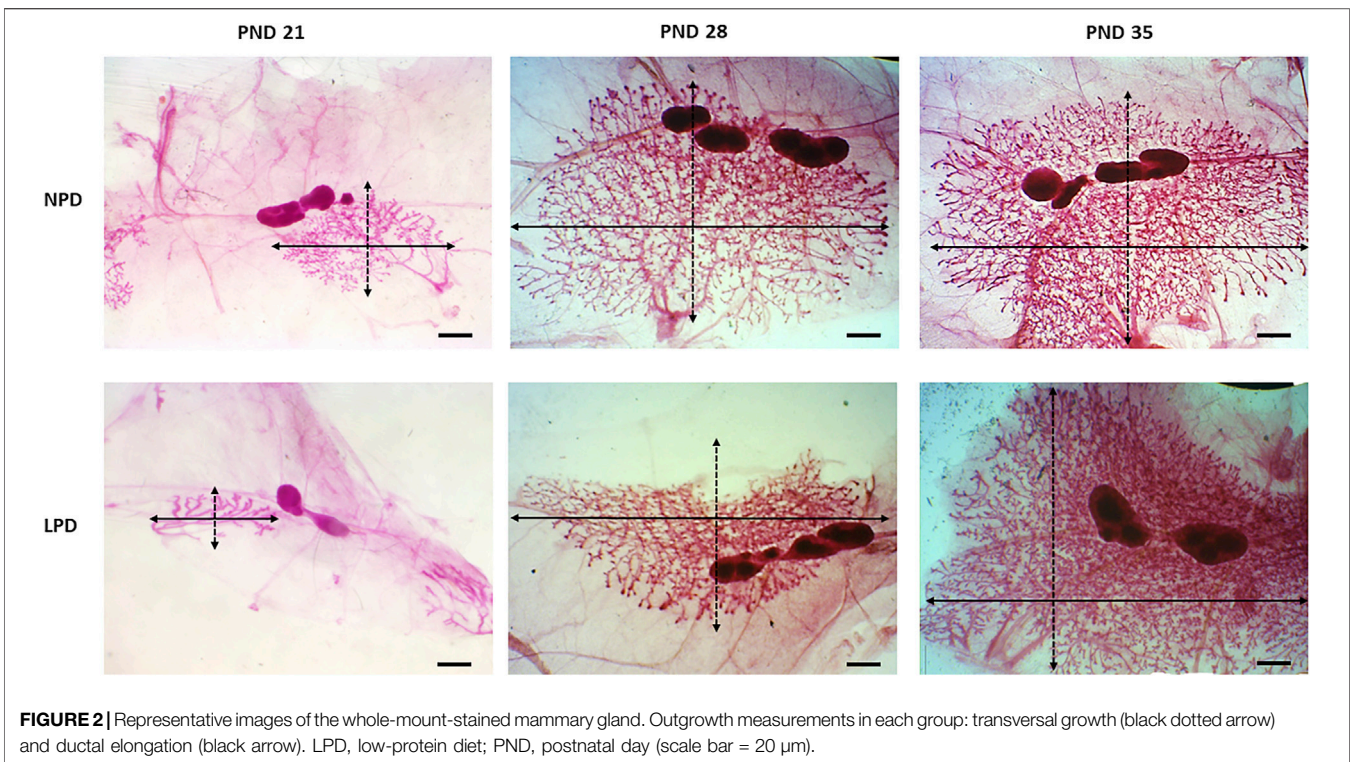 PND 21
PND 28
PND 35
NPD
LPD
FIGURE 2 | Representative images of the whole-mount-stained mammary gland. Outgrowth measurements in each group: transversal growth (black dotted arrow)
and ductal elongation (black arrow). LPD, low-protein diet; PND, postnatal day (scale bar = 20 µm).